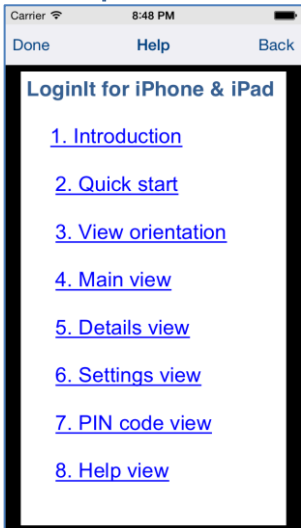 Carrier 8:48 PM
Done Help Back
LoginIt for iPhone & iPad
1. Introduction
2. Quick start
3. View orientation
4. Main view
5. Details view
6. Settings view
7. PIN code view
8. Help view